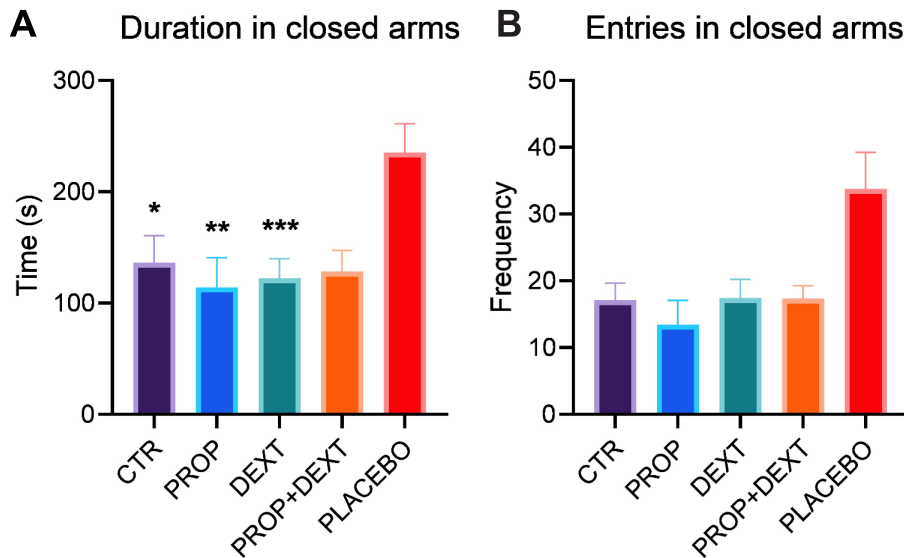 A Duration in closed arms
300
200
100
0
Time (s)
*
**
***
CTR
PROP
DEXT
PROP+DEXT
PLACEBO
B Entries in closed arms
50
40
30
20
10
0
Frequency
CTR
PROP
DEXT
PROP+DEXT
PLACEBO